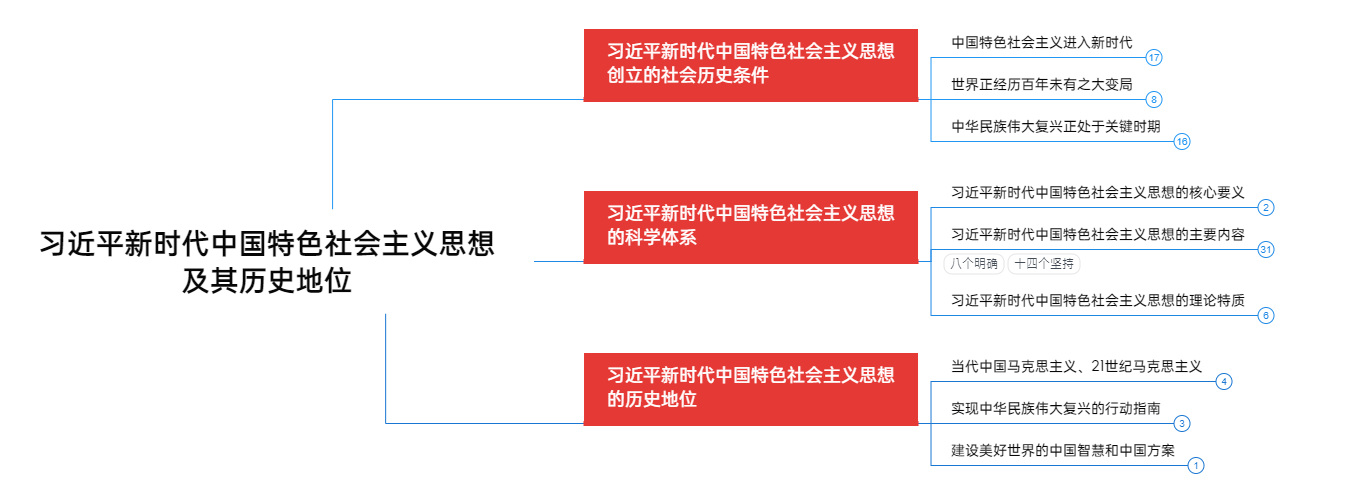 习近平新时代中国特色社会主义思想
及其历史地位
习近平新时代中国特色社会主义思想
创立的社会历史条件
中国特色社会主义进入新时代
17
世界正经历百年未有之大变局
8
中华民族伟大复兴正处于关键时期
16
习近平新时代中国特色社会主义思想
的科学体系
习近平新时代中国特色社会主义思想的核心要义
2
习近平新时代中国特色社会主义思想的主要内容
31
八个明确 十四个坚持
习近平新时代中国特色社会主义思想的理论特质
6
习近平新时代中国特色社会主义思想
的历史地位
当代中国马克思主义、21世纪马克思主义
4
实现中华民族伟大复兴的行动指南
3
建设美好世界的中国智慧和中国方案
1